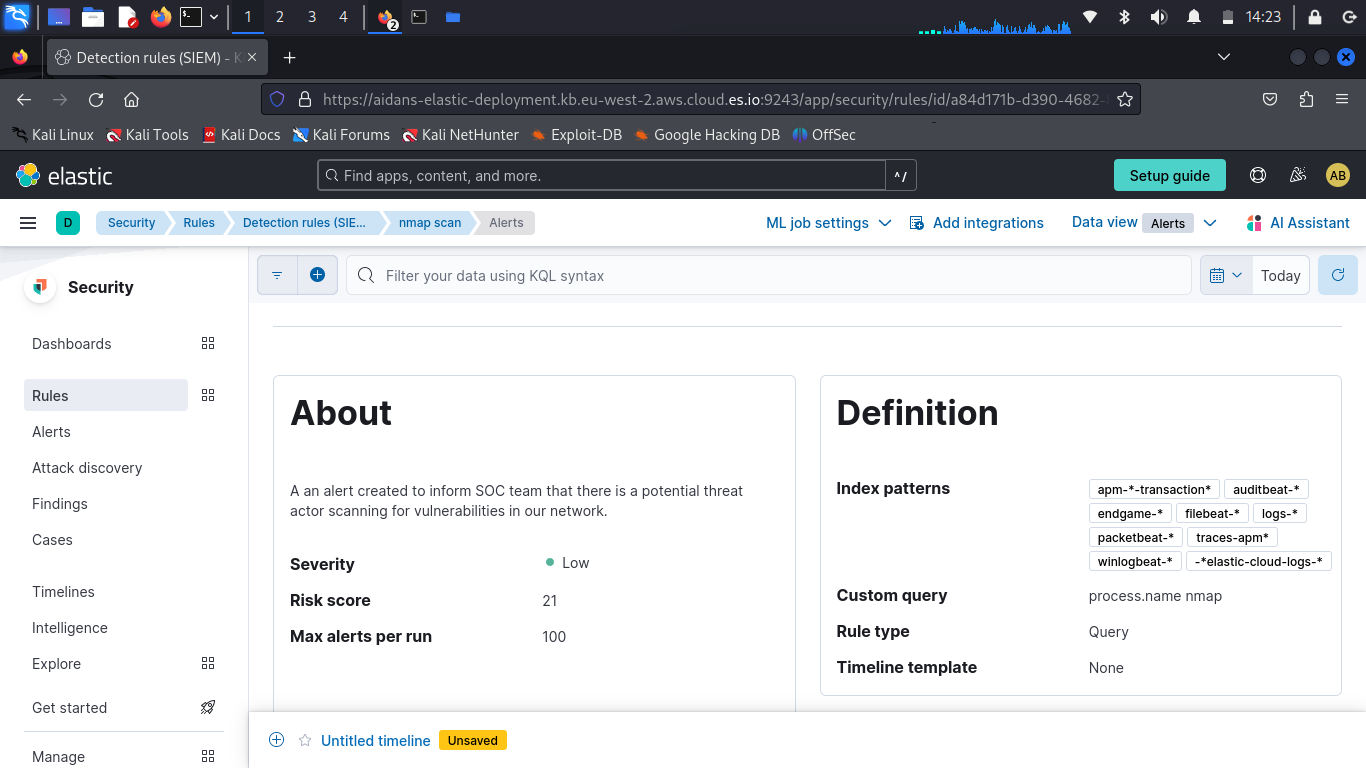 1 2 3 4 2 14:23
Detection rules (SIEM) - K
https://aidans-elastic-deployment.kb.eu-west-2.aws.cloud.es.io:9243/app/security/rules/id/a84d171b-d390-4682-
Kali Linux Kali Tools Kali Docs Kali Forums Kali NetHunter Exploit-DB Google Hacking DB OffSec
elastic Find apps, content, and more. ^/ Setup guide AB
D Security Rules Detection rules (SIE... nmap scan Alerts ML job settings Add integrations Data view Alerts AI Assistant
Security
Filter your data using KQL syntax Today
Dashboards
Rules
Alerts
Attack discovery
Findings
Cases
Timelines
Intelligence
Explore
Get started
Manage
About
A an alert created to inform SOC team that there is a potential threat
actor scanning for vulnerabilities in our network.
Severity Low
Risk score 21
Max alerts per run 100
Definition
Index patterns apm-*-transaction* auditbeat-*
endgame-* filebeat-* logs-*
packetbeat-* traces-apm*
winlogbeat-* -*elastic-cloud-logs-*
Custom query process.name nmap
Rule type Query
Timeline template None
Untitled timeline Unsaved